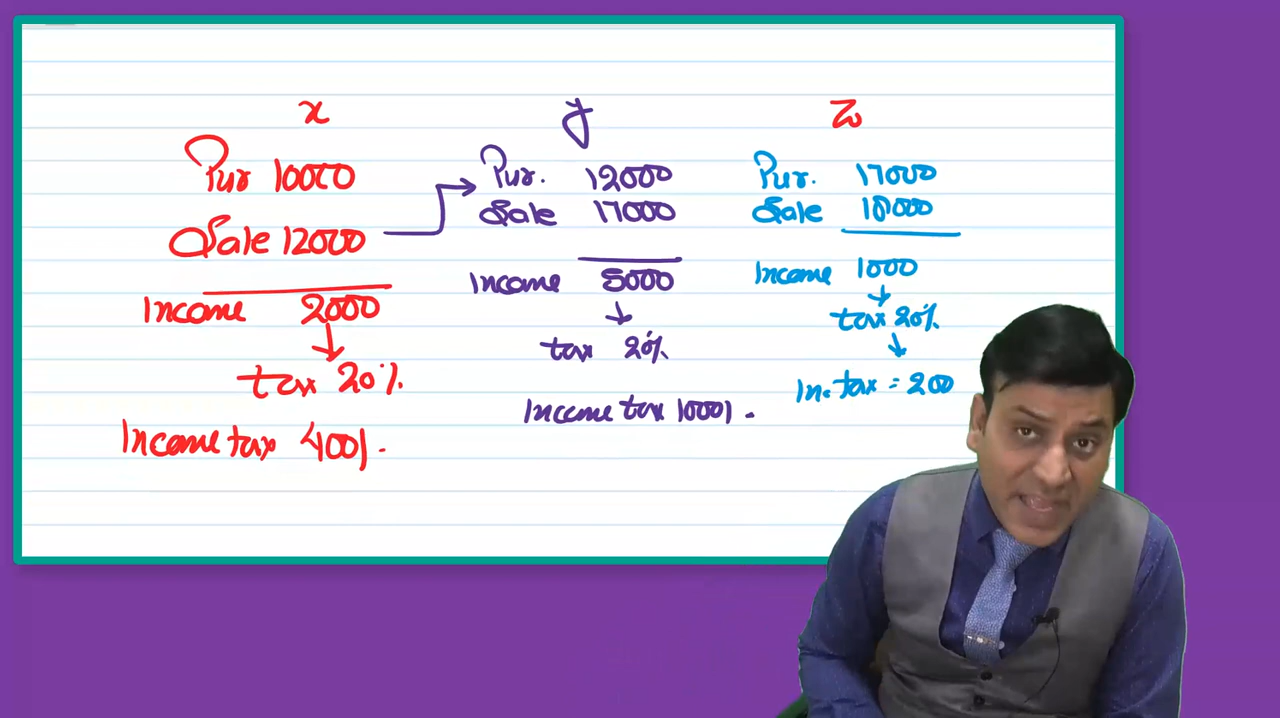 x
Pur 10000
Sale 12000
Income 2000
tax 20%
Income tax 400/-
y
Pur. 12000
Sale 17000
Income 5000
tax 20%
Income tax 1000/-
Z
Pur. 17000
Sale 18000
Income 1000
tax 20%
In. tax = 200